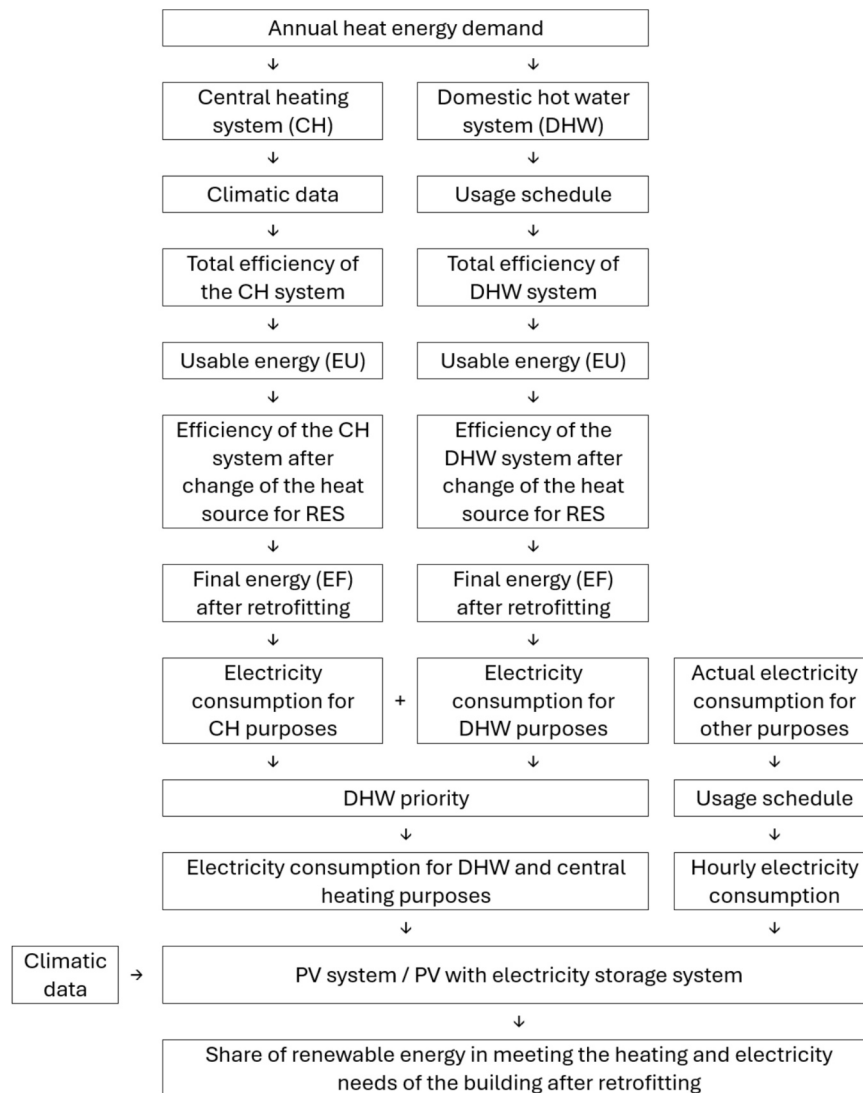 Annual heat energy demand
↓ ↓
Central heating
system (CH)
Domestic hot water
system (DHW)
↓ ↓
Climatic data
Usage schedule
↓ ↓
Total efficiency of
the CH system
Total efficiency of
DHW system
↓ ↓
Usable energy (EU)
Usable energy (EU)
↓ ↓
Efficiency of the CH
system after
change of the heat
source for RES
Efficiency of the
DHW system after
change of the heat
source for RES
↓ ↓
Final energy (EF)
after retrofitting
Final energy (EF)
after retrofitting
↓ ↓
Electricity
consumption for
CH purposes
+
Electricity
consumption for
DHW purposes
Actual electricity
consumption for
other purposes
↓ ↓ ↓
DHW priority
Usage schedule
↓ ↓
Electricity consumption for DHW and central
heating purposes
Hourly electricity
consumption
↓ ↓
Climatic
data
→
PV system / PV with electricity storage system
↓
Share of renewable energy in meeting the heating and electricity
needs of the building after retrofitting